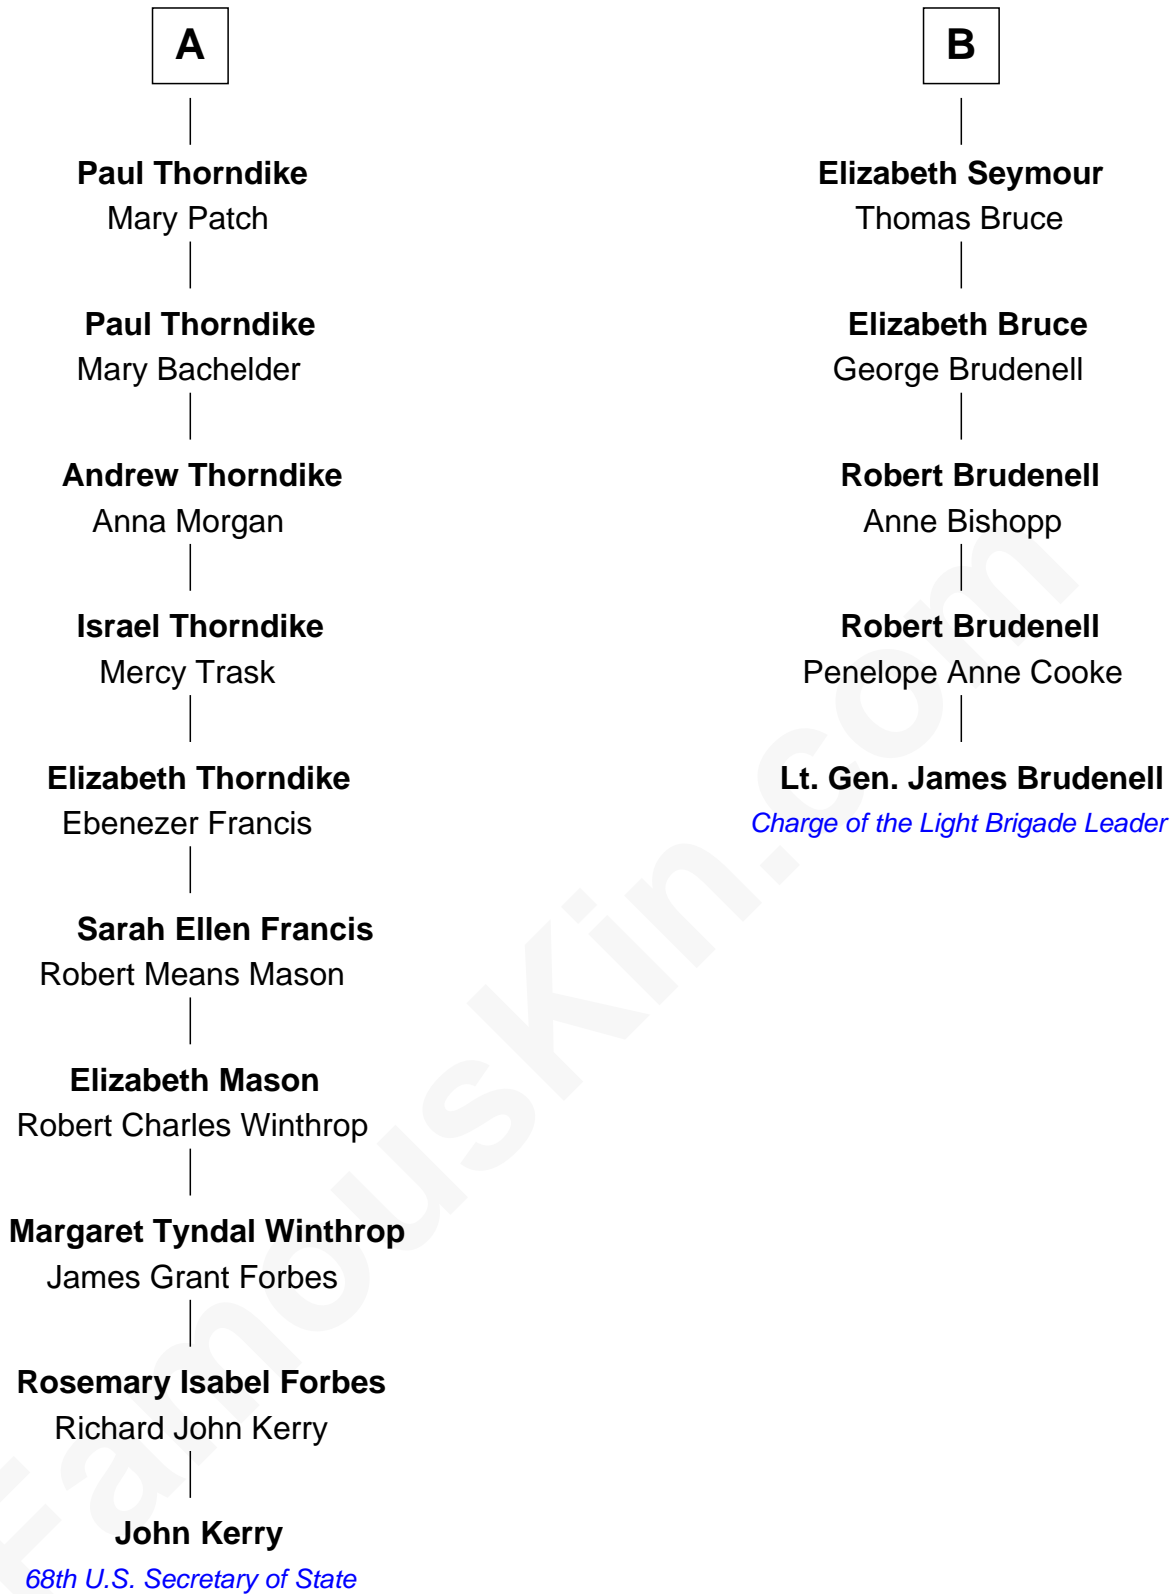 A
Paul Thorndike
Mary Patch
Paul Thorndike
Mary Bachelder
Andrew Thorndike
Anna Morgan
Israel Thorndike
Mercy Trask
Elizabeth Thorndike
Ebenezer Francis
Sarah Ellen Francis
Robert Means Mason
Elizabeth Mason
Robert Charles Winthrop
Margaret Tyndal Winthrop
James Grant Forbes
Rosemary Isabel Forbes
Richard John Kerry
John Kerry
68th U.S. Secretary of State
B
Elizabeth Seymour
Thomas Bruce
Elizabeth Bruce
George Brudenell
Robert Brudenell
Anne Bishopp
Robert Brudenell
Penelope Anne Cooke
Lt. Gen. James Brudenell
Charge of the Light Brigade Leader
FamousKin.com